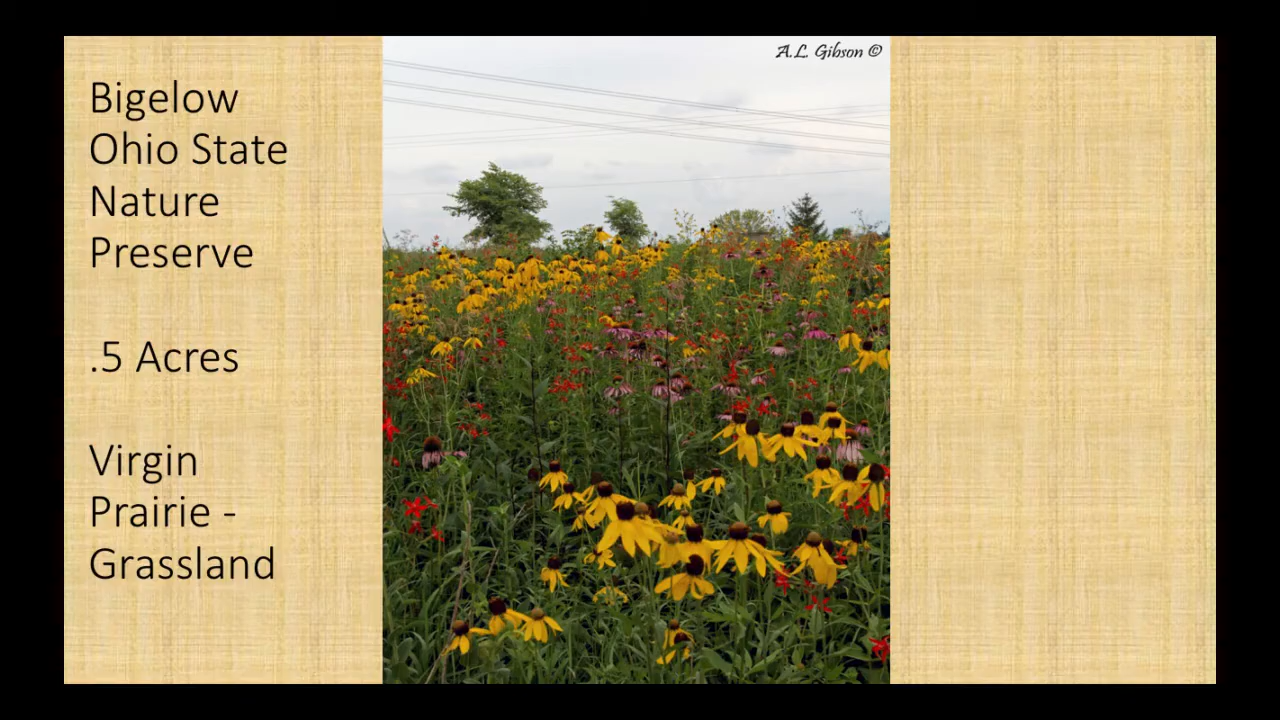 Bigelow
Ohio State
Nature
Preserve
.5 Acres
Virgin
Prairie -
Grassland
A.L. Gibson ©